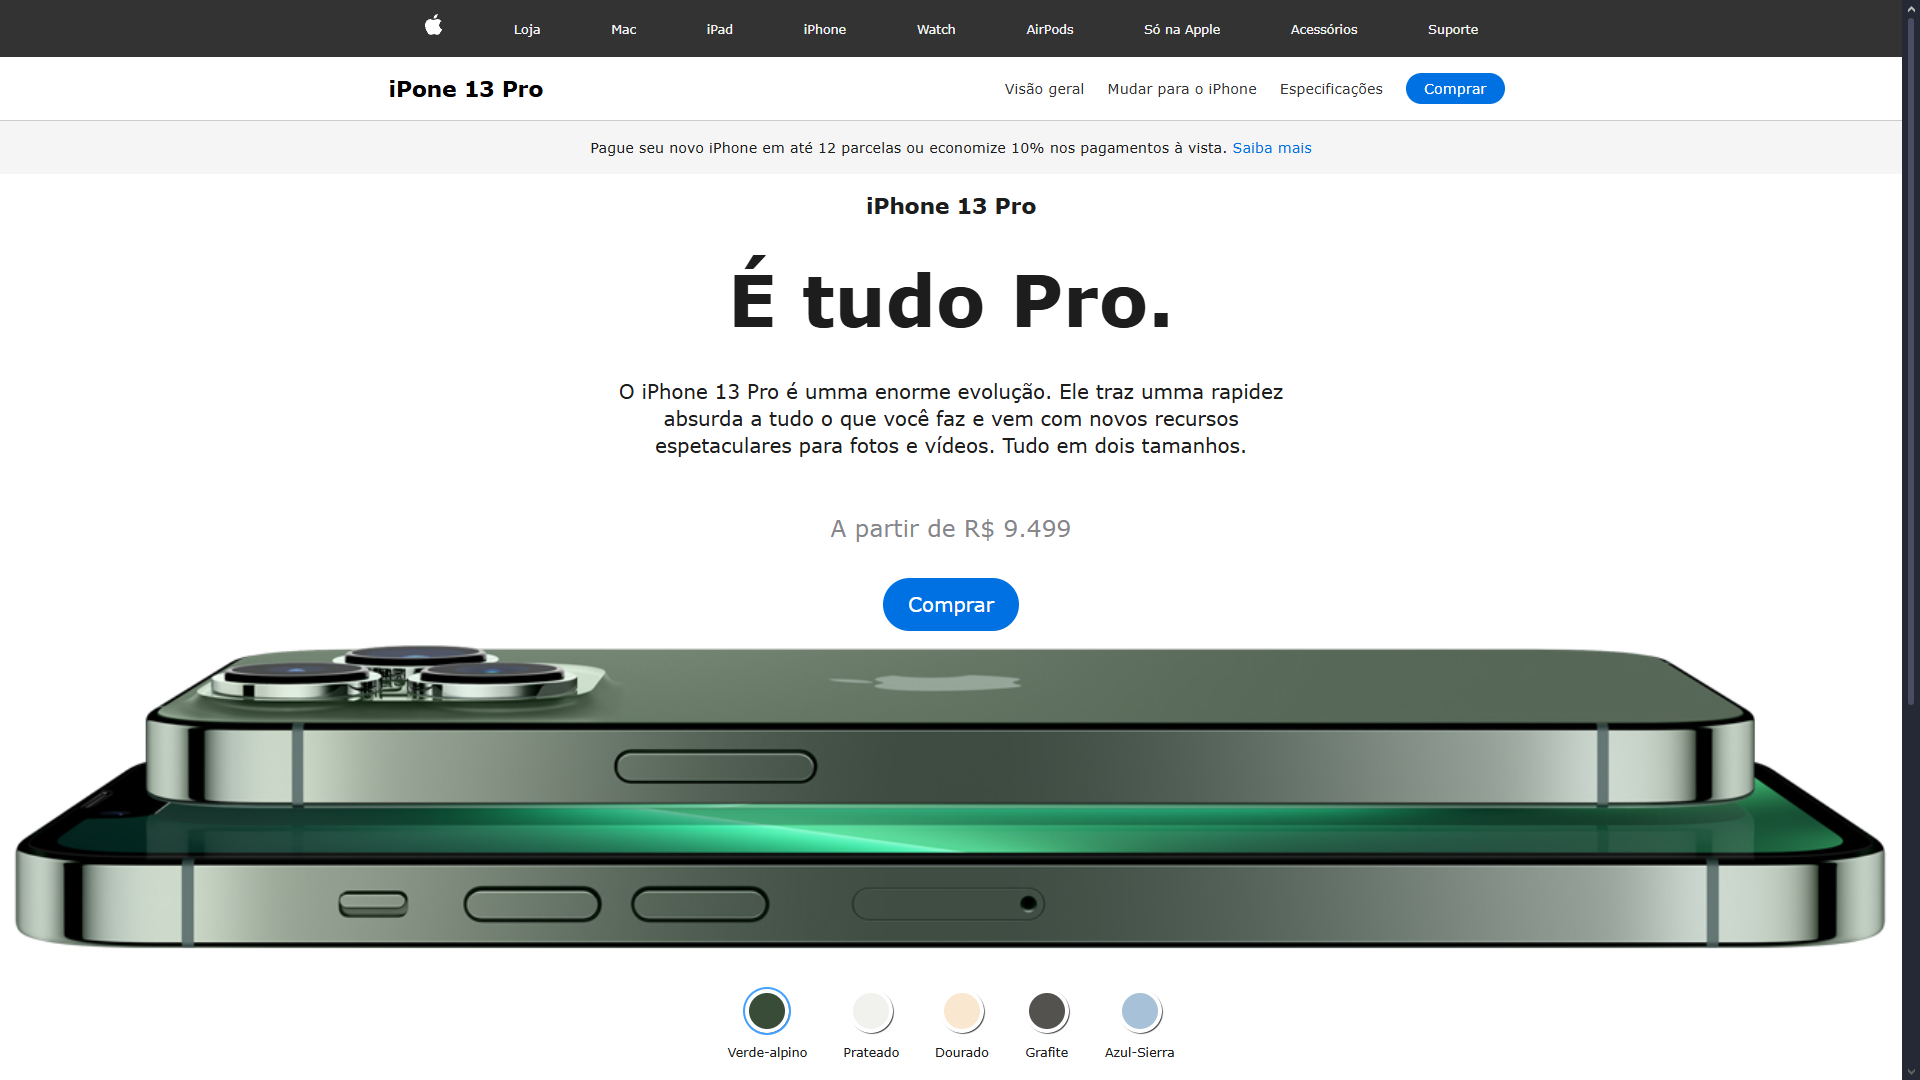 Loja Mac iPad iPhone Watch AirPods Só na Apple Acessórios Suporte
iPone 13 Pro Visão geral Mudar para o iPhone Especificações Comprar
Pague seu novo iPhone em até 12 parcelas ou economize 10% nos pagamentos à vista. Saiba mais
iPhone 13 Pro
É tudo Pro.
O iPhone 13 Pro é umma enorme evolução. Ele traz umma rapidez
absurda a tudo o que você faz e vem com novos recursos
espetaculares para fotos e vídeos. Tudo em dois tamanhos.
A partir de R$ 9.499
Comprar
Verde-alpino Prateado Dourado Grafite Azul-Sierra